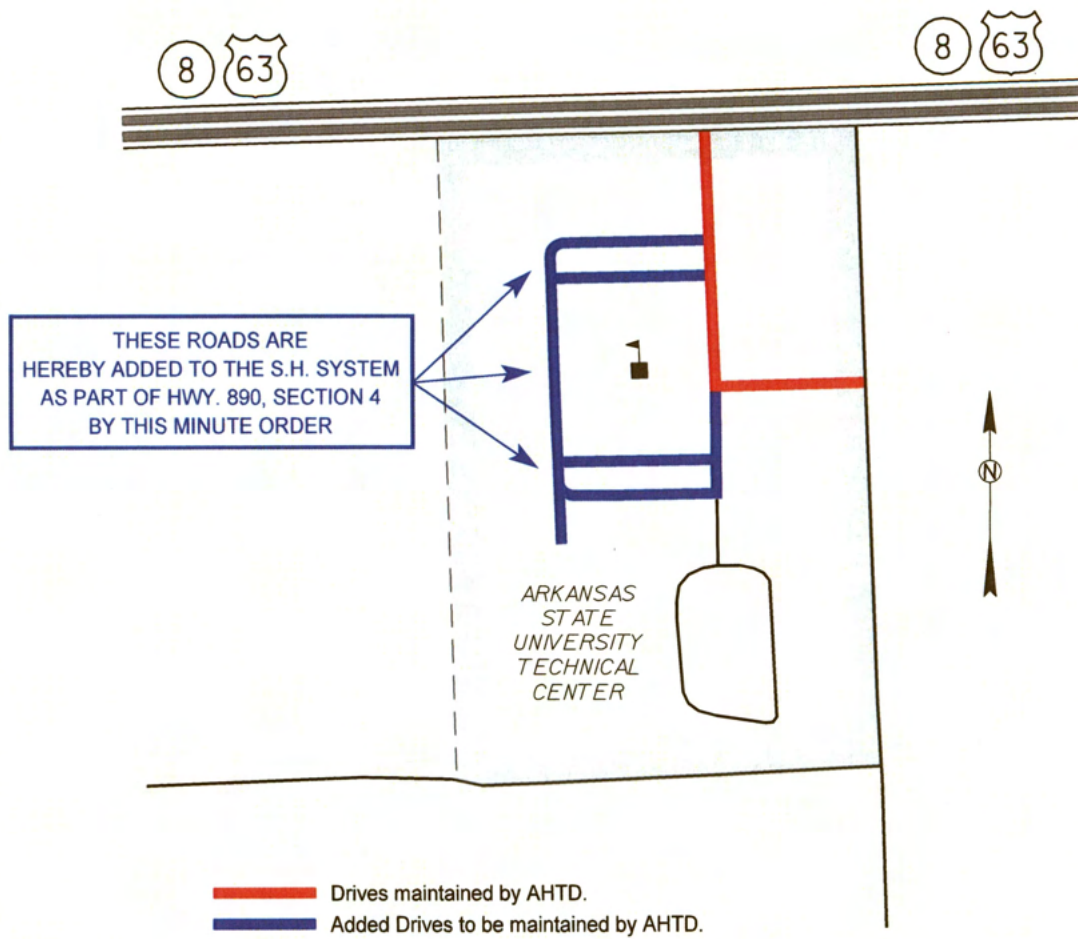 8 63
8 63
THESE ROADS ARE
HEREBY ADDED TO THE S.H. SYSTEM
AS PART OF HWY. 890, SECTION 4
BY THIS MINUTE ORDER
N
ARKANSAS
STATE
UNIVERSITY
TECHNICAL
CENTER
Drives maintained by AHTD.
Added Drives to be maintained by AHTD.